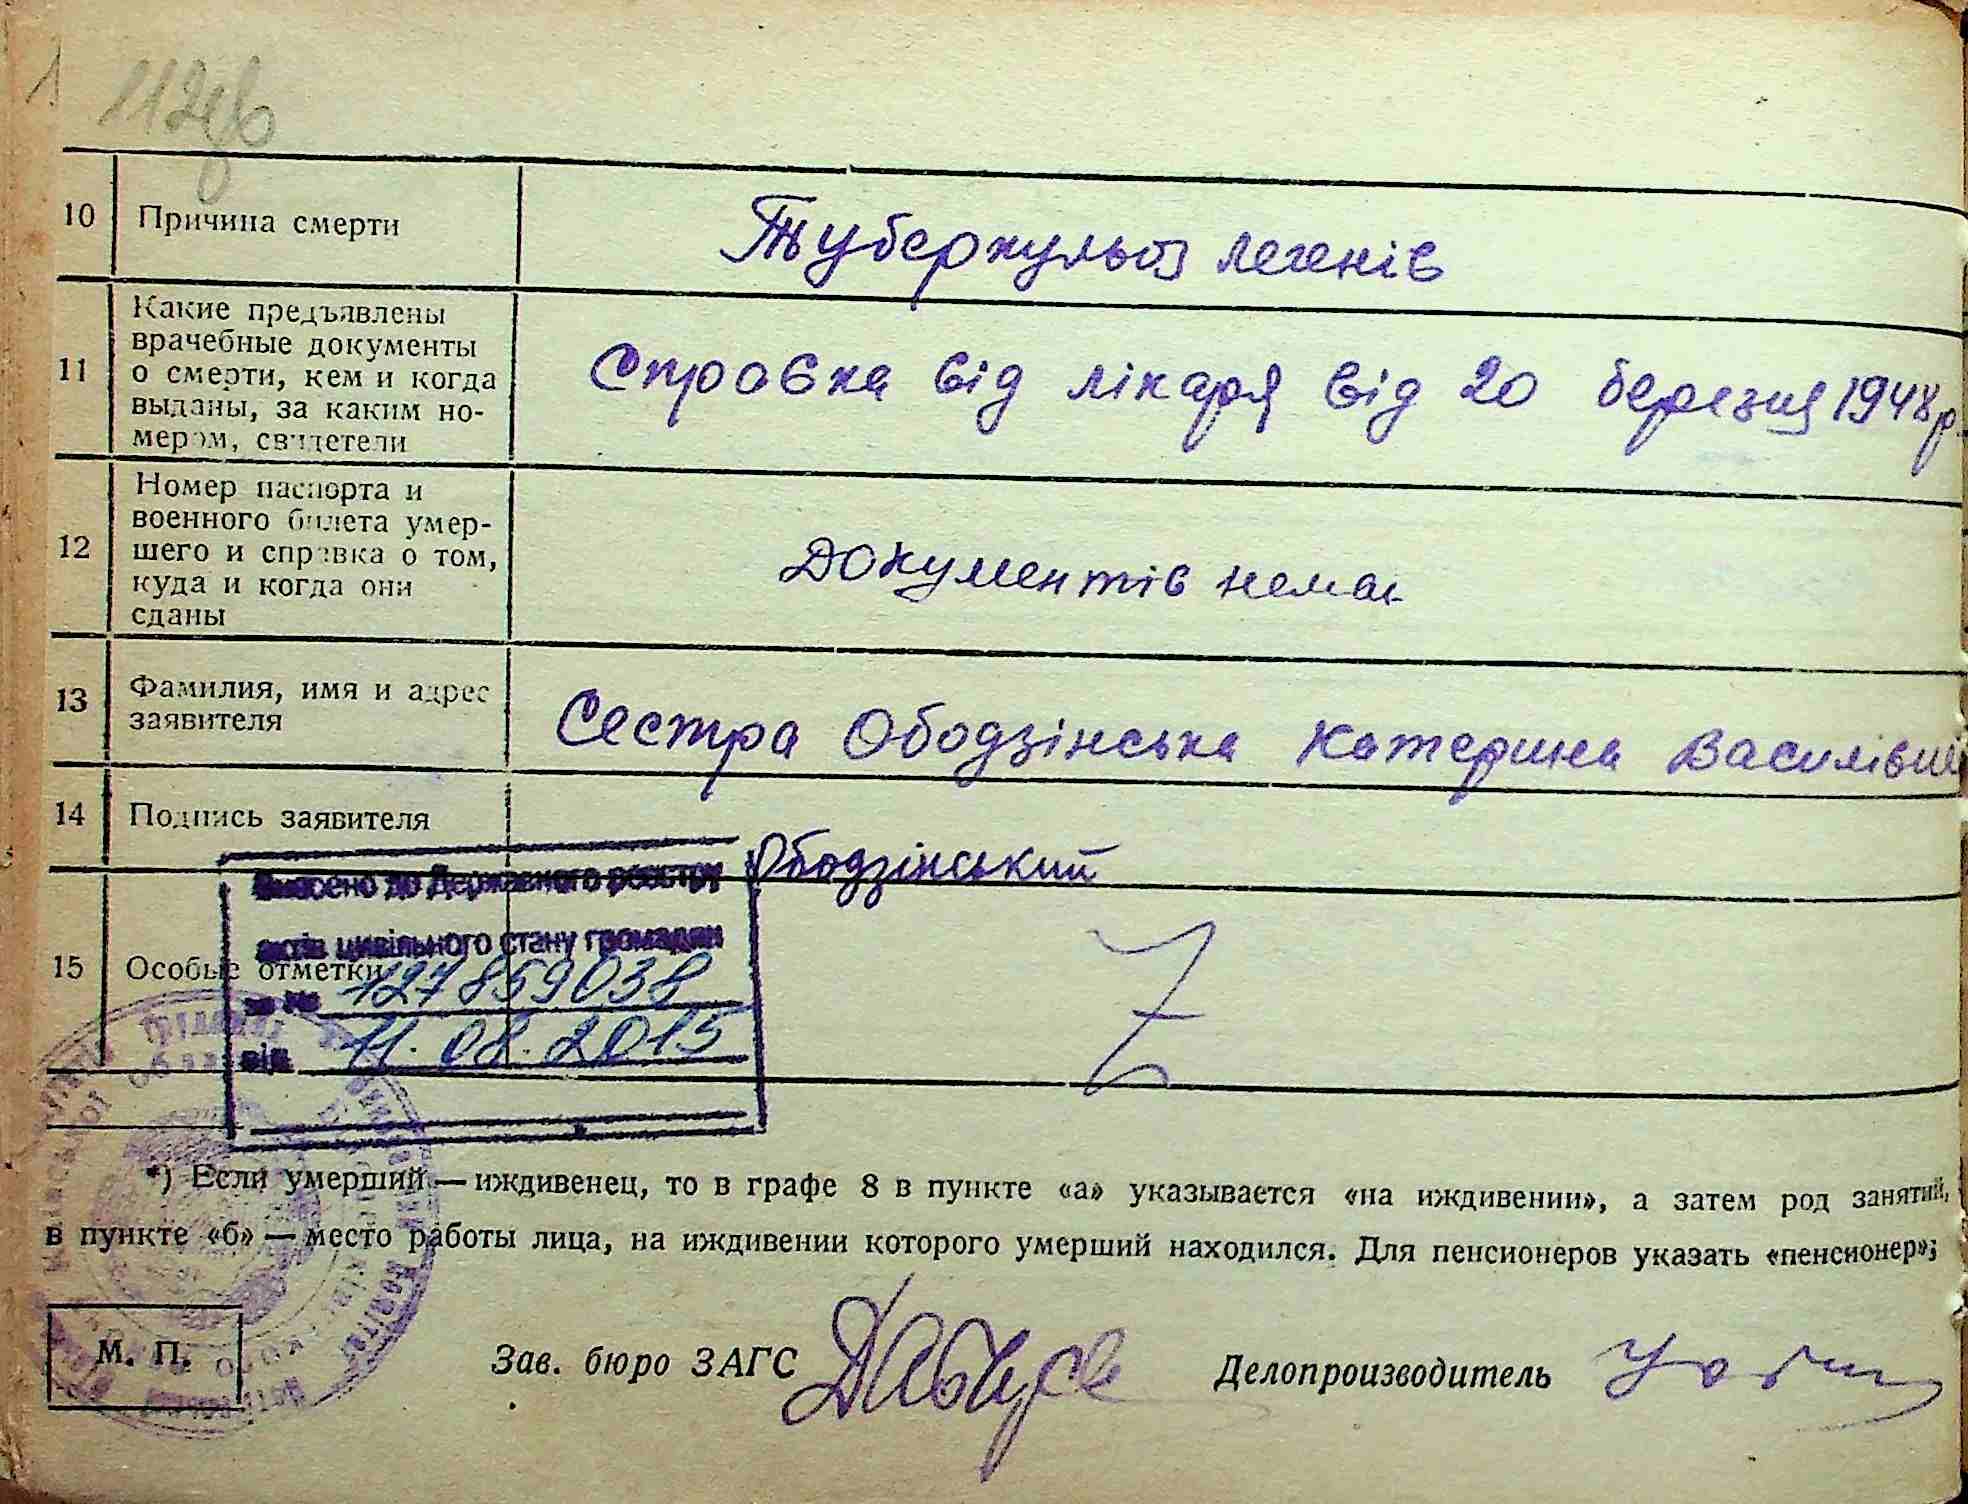 1
10 Причина смерти Туберкульоз легенів
11 Какие предъявлены
врачебные документы
о смерти, кем и когда
выданы, за каким но-
мером, свидетели
Справка від лікаря від 20 березня 1948 р.
12 Номер паспорта и
военного билета умер-
шего и справка о том,
куда и когда они
сданы
Документів немає
13 Фамилия, имя и адрес
заявителя
Сестра Ободзінська Катерина Василівна
14 Подпись заявителя
Ободзінський
15 Особые отметки
Внесено до Державного реєстру
актів цивільного стану громадян
за № 127859038
від 11.08.2015
*) Если умерший — иждивенец, то в графе 8 в пункте «а» указывается «на иждивении», а затем род занятий,
в пункте «б» — место работы лица, на иждивении которого умерший находился. Для пенсионеров указать «пенсионер»;
М. П.
Зав. бюро ЗАГС
Делопроизводитель